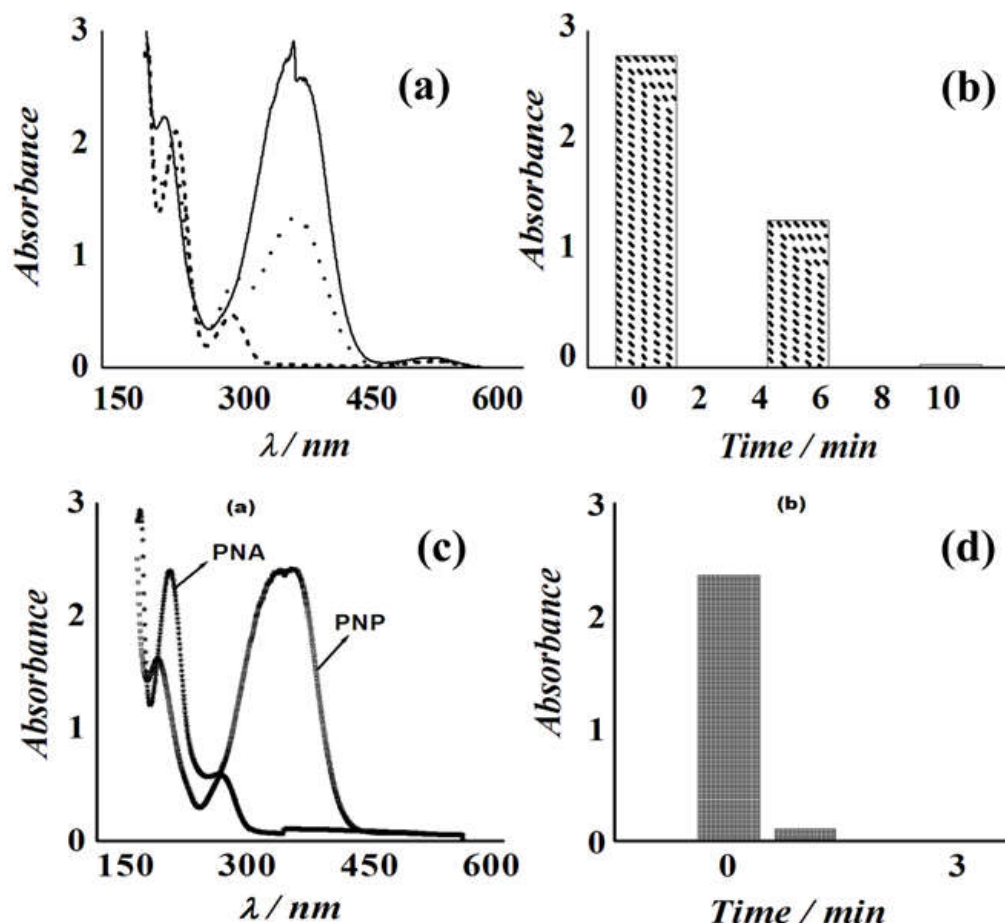 3
2
1
0
Absorbance
(a)
150 300 450 600
λ / nm
3
2
1
0
Absorbance
(b)
0 2 4 6 8 10
Time / min
3
2
1
0
Absorbance
(a)
(c)
PNA
PNP
150 300 450 600
λ / nm
3
2
1
0
Absorbance
(b)
(d)
0 3
Time / min